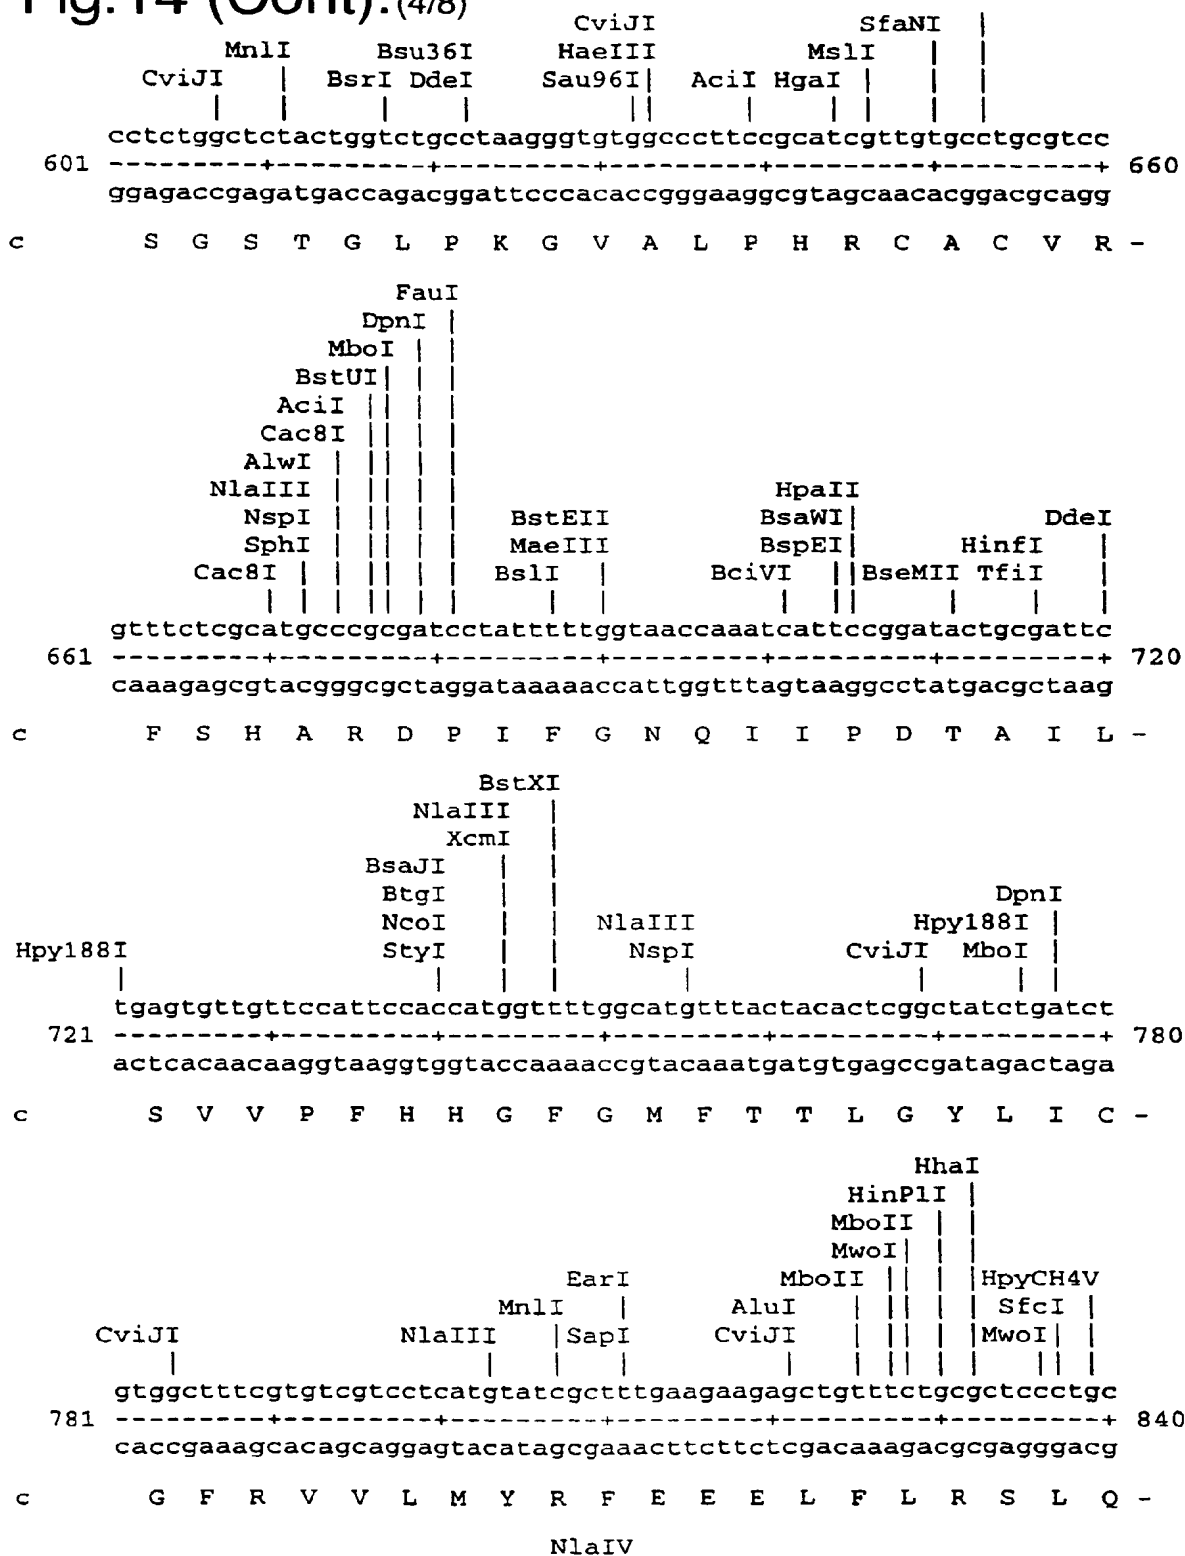 Fig.14 (Cont).(4/8)
CviJI SfaNI
MnlI Bsu36I HaeIII MslI
CviJI BsrI DdeI Sau96I AciI HgaI
cctctggctctactggtctgcctaagggtgtggcccttccgcatcgttgtgcctgcgtcc
601 ---------+---------+---------+---------+---------+---------+ 660
ggagaccgagatgaccagacggattcccacaccgggaaggcgtagcaacacggacgcagg
c S G S T G L P K G V A L P H R C A C V R -
FauI
DpnI
MboI
BstUI
AciI
Cac8I
AlwI
NlaIII HpaII
NspI BstEII BsaWI DdeI
SphI MaeIII BspEI HinfI
Cac8I BslI BciVI BseMII TfiI
gtttctcgcatgcccgcgatcctatttttggtaaccaaatcattccggatactgcgattc
661 ---------+---------+---------+---------+---------+---------+ 720
caaagagcgtacgggcgctaggataaaaaccattggtttagtaaggcctatgacgctaag
c F S H A R D P I F G N Q I I P D T A I L -
BstXI
NlaIII
XcmI
BsaJI
BtgI DpnI
NcoI NlaIII Hpy188I
Hpy188I StyI NspI CviJI MboI
tgagtgttgttccattccaccatggttttggcatgtttactacactcggctatctgatct
721 ---------+---------+---------+---------+---------+---------+ 780
actcacaacaaggtaaggtggtaccaaaaccgtacaaatgatgtgagccgatagactaga
c S V V P F H H G F G M F T T L G Y L I C -
HhaI
HinPlI
MboII
MwoI
EarI MboII HpyCH4V
MnlI AluI SfcI
CviJI NlaIII SapI CviJI MwoI
gtggctttcgtgtcgtcctcatgtatcgctttgaagaagagctgtttctgcgctccctgc
781 ---------+---------+---------+---------+---------+---------+ 840
caccgaaagcacagcaggagtacatagcgaaacttcttctcgacaaagacgcgagggacg
c G F R V V L M Y R F E E E L F L R S L Q -
NlaIV